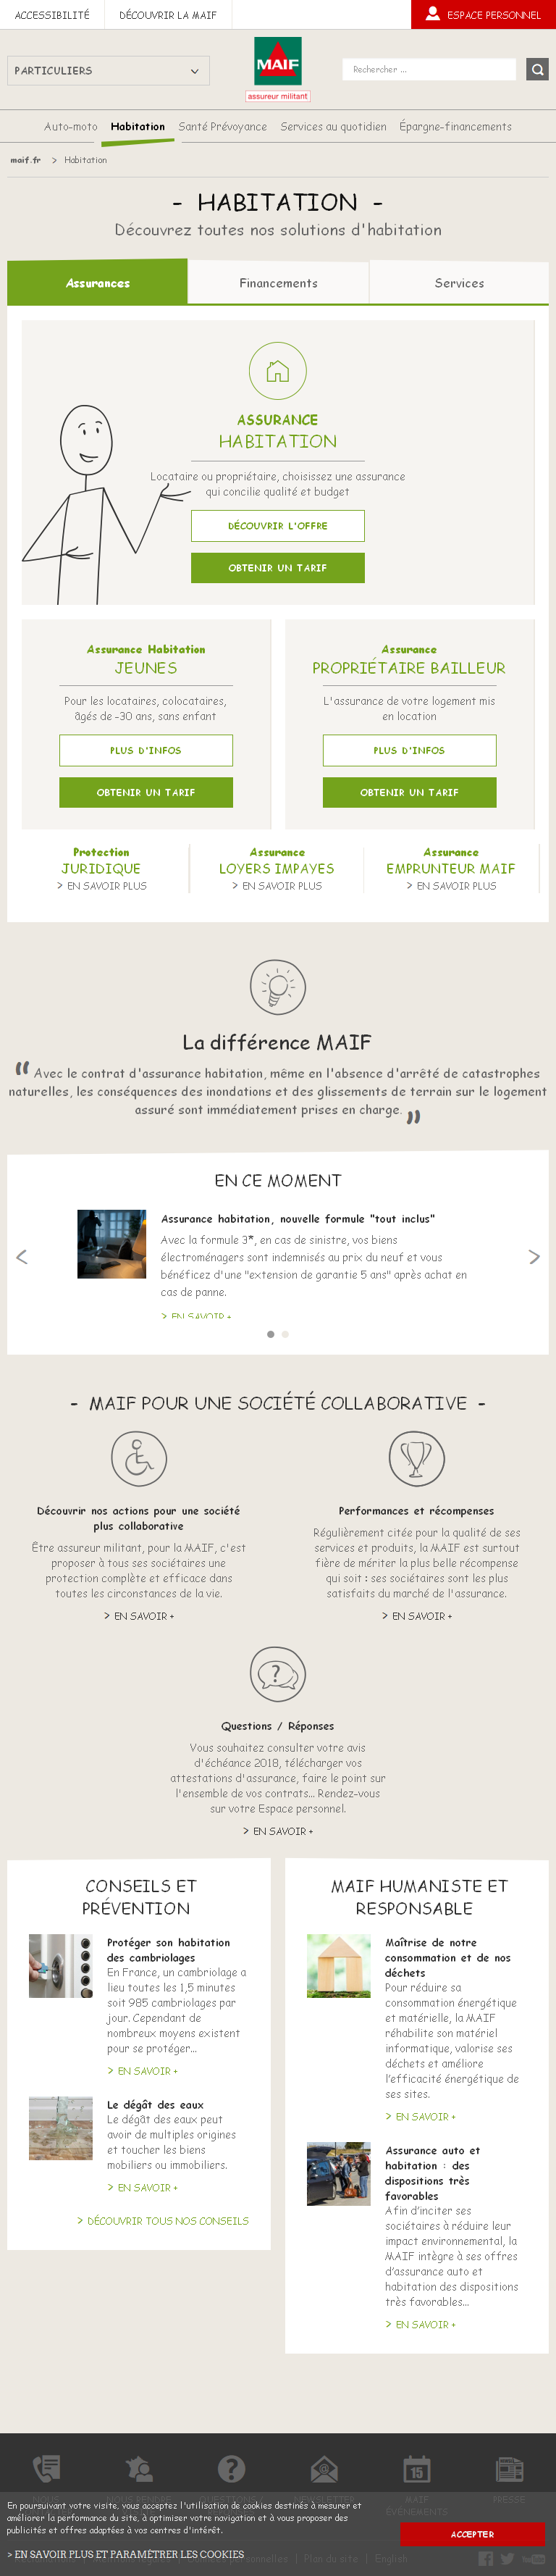 ACCESSIBILITÉ
DÉCOUVRIR LA MAIF
ESPACE PERSONNEL
PARTICULIERS
MAIF
assureur militant
Rechercher ...
Auto-moto
Habitation
Santé Prévoyance
Services au quotidien
Épargne-financements
maif.fr > Habitation
- HABITATION -
Découvrez toutes nos solutions d'habitation
Assurances
Financements
Services
ASSURANCE
HABITATION
Locataire ou propriétaire, choisissez une assurance
qui concilie qualité et budget
DÉCOUVRIR L'OFFRE
OBTENIR UN TARIF
Assurance Habitation
JEUNES
Pour les locataires, colocataires,
âgés de -30 ans, sans enfant
PLUS D'INFOS
OBTENIR UN TARIF
Assurance
PROPRIÉTAIRE BAILLEUR
L'assurance de votre logement mis
en location
PLUS D'INFOS
OBTENIR UN TARIF
Protection
JURIDIQUE
> EN SAVOIR PLUS
Assurance
LOYERS IMPAYES
> EN SAVOIR PLUS
Assurance
EMPRUNTEUR MAIF
> EN SAVOIR PLUS
La différence MAIF
“ Avec le contrat d'assurance habitation, même en l'absence d'arrêté de catastrophes
naturelles, les conséquences des inondations et des glissements de terrain sur le logement
assuré sont immédiatement prises en charge. ”
EN CE MOMENT
Assurance habitation, nouvelle formule "tout inclus"
Avec la formule 3*, en cas de sinistre, vos biens
électroménagers sont indemnisés au prix du neuf et vous
bénéficez d'une "extension de garantie 5 ans" après achat en
cas de panne.
> EN SAVOIR +
- MAIF POUR UNE SOCIÉTÉ COLLABORATIVE -
Découvrir nos actions pour une société
plus collaborative
Être assureur militant, pour la MAIF, c'est
proposer à tous ses sociétaires une
protection complète et efficace dans
toutes les circonstances de la vie.
> EN SAVOIR +
Performances et récompenses
Régulièrement citée pour la qualité de ses
services et produits, la MAIF est surtout
fière de mériter la plus belle récompense
qui soit : ses sociétaires sont les plus
satisfaits du marché de l'assurance.
> EN SAVOIR +
Questions / Réponses
Vous souhaitez consulter votre avis
d'échéance 2018, télécharger vos
attestations d'assurance, faire le point sur
l'ensemble de vos contrats... Rendez-vous
sur votre Espace personnel.
> EN SAVOIR +
CONSEILS ET
PRÉVENTION
Protéger son habitation
des cambriolages
En France, un cambriolage a
lieu toutes les 1,5 minutes
soit 985 cambriolages par
jour. Cependant de
nombreux moyens existent
pour se protéger...
> EN SAVOIR +
Le dégât des eaux
Le dégât des eaux peut
avoir de multiples origines
et toucher les biens
mobiliers ou immobiliers.
> EN SAVOIR +
> DÉCOUVRIR TOUS NOS CONSEILS
MAIF HUMANISTE ET
RESPONSABLE
Maîtrise de notre
consommation et de nos
déchets
Pour réduire sa
consommation énergétique
et matérielle, la MAIF
réhabilite son matériel
informatique, valorise ses
déchets et améliore
l'efficacité énergétique de
ses sites.
> EN SAVOIR +
Assurance auto et
habitation : des
dispositions très
favorables
Afin d'inciter ses
sociétaires à réduire leur
impact environnemental, la
MAIF intègre à ses offres
d'assurance auto et
habitation des dispositions
très favorables...
> EN SAVOIR +
15
MAIF
ÉVÉNEMENTS
PRESSE
En poursuivant votre visite, vous acceptez l'utilisation de cookies destinés à mesurer et
améliorer la performance du site, à optimiser votre navigation et à vous proposer des
publicités et offres adaptées à vos centres d'intérêt.
> EN SAVOIR PLUS ET PARAMÉTRER LES COOKIES
ACCEPTER
Plan du site
English